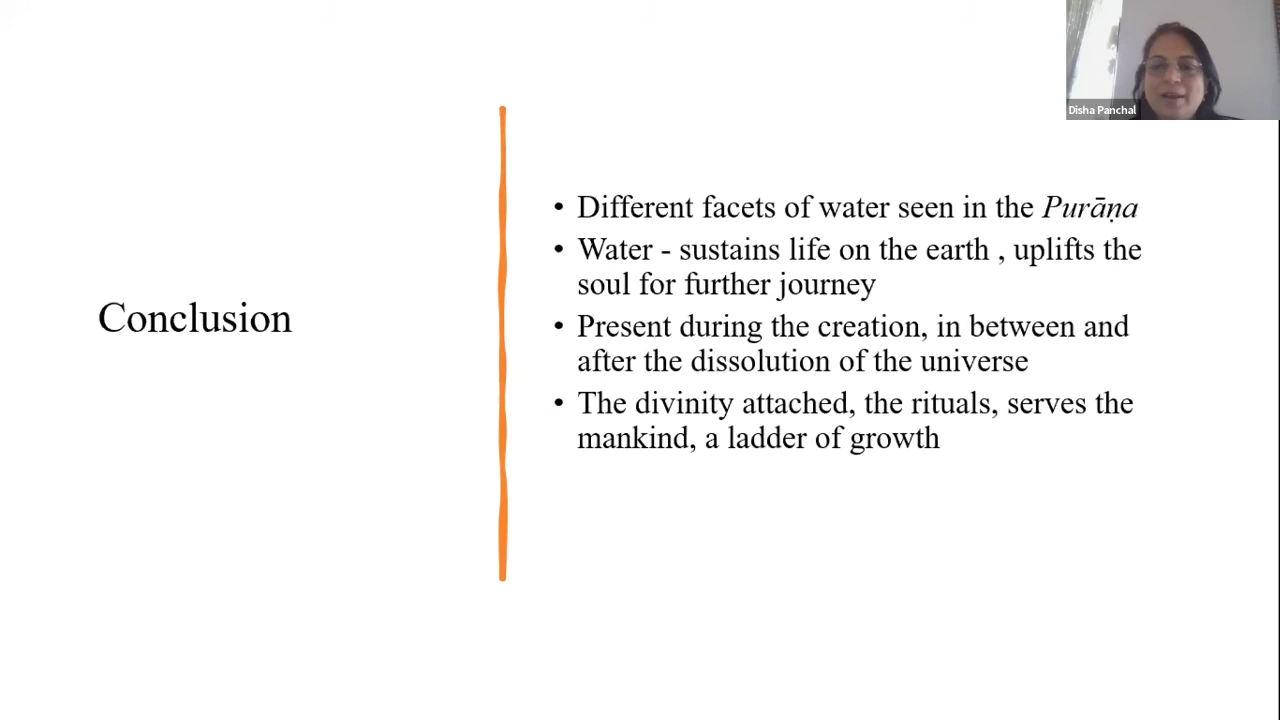 Disha Panchal
Conclusion
• Different facets of water seen in the Purāṇa
• Water - sustains life on the earth , uplifts the
soul for further journey
• Present during the creation, in between and
after the dissolution of the universe
• The divinity attached, the rituals, serves the
mankind, a ladder of growth